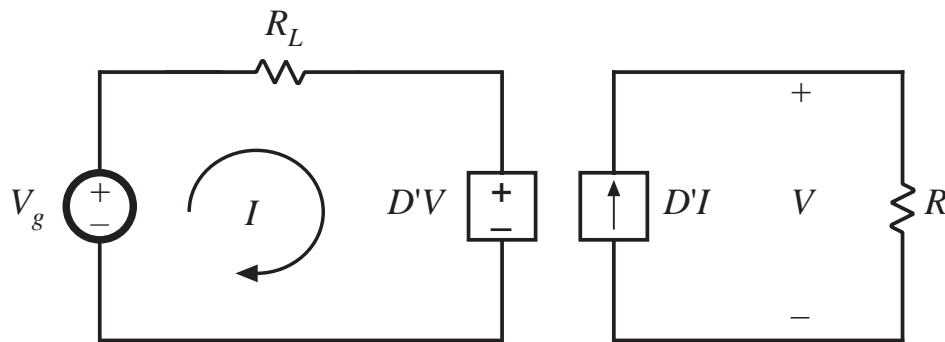 R_L
V_g
+
–
I
D'V
+
–
D'I
+
V
–
R